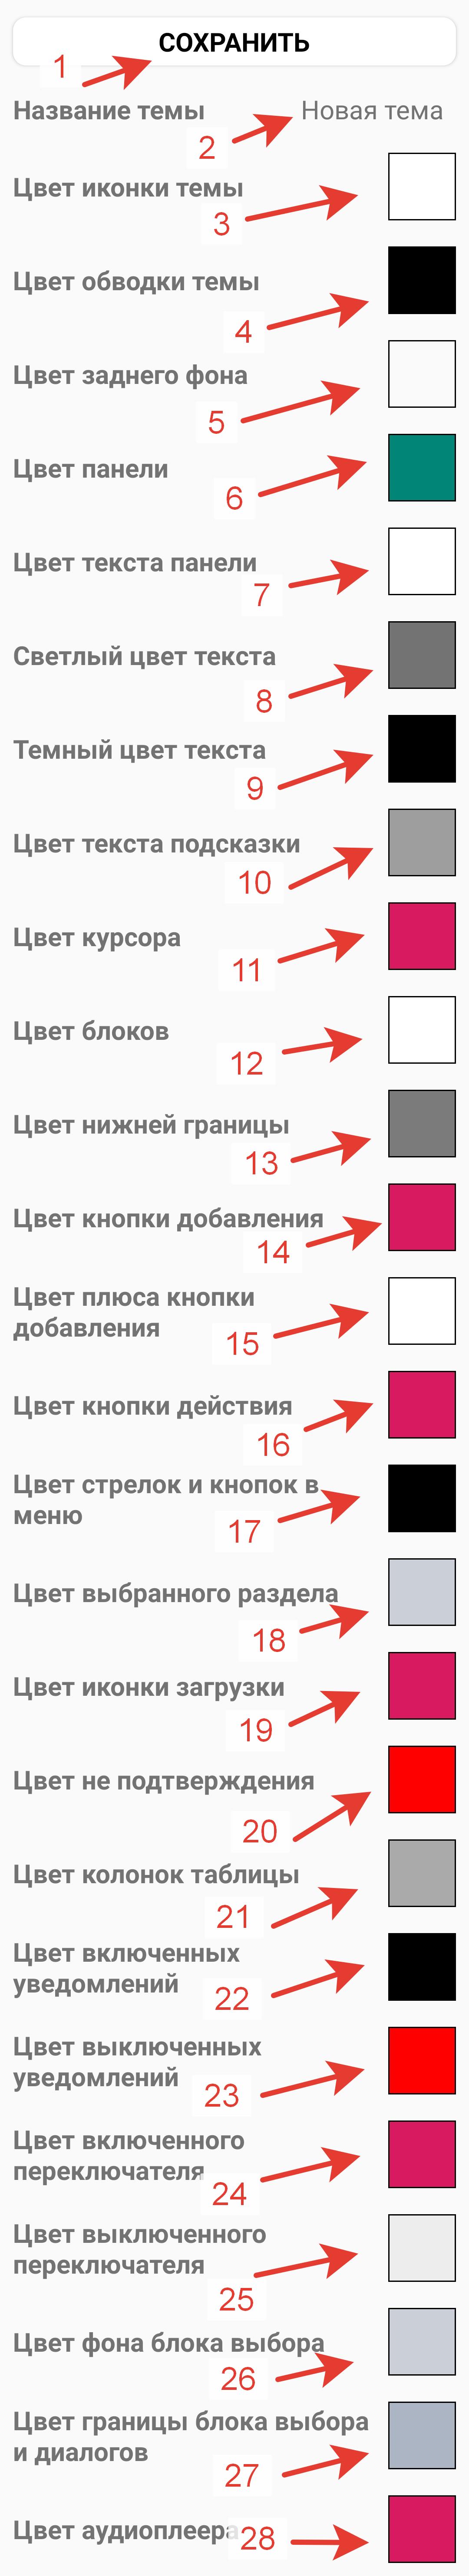 СОХРАНИТЬ
1
Название темы
Новая тема
2
Цвет иконки темы
3
Цвет обводки темы
4
Цвет заднего фона
5
Цвет панели
6
Цвет текста панели
7
Светлый цвет текста
8
Темный цвет текста
9
Цвет текста подсказки
10
Цвет курсора
11
Цвет блоков
12
Цвет нижней границы
13
Цвет кнопки добавления
14
Цвет плюса кнопки
добавления
15
Цвет кнопки действия
16
Цвет стрелок и кнопок в
меню
17
Цвет выбранного раздела
18
Цвет иконки загрузки
19
Цвет не подтверждения
20
Цвет колонок таблицы
21
Цвет включенных
уведомлений
22
Цвет выключенных
уведомлений
23
Цвет включенного
переключателя
24
Цвет выключенного
переключателя
25
Цвет фона блока выбора
26
Цвет границы блока выбора
и диалогов
27
Цвет аудиоплеера
28